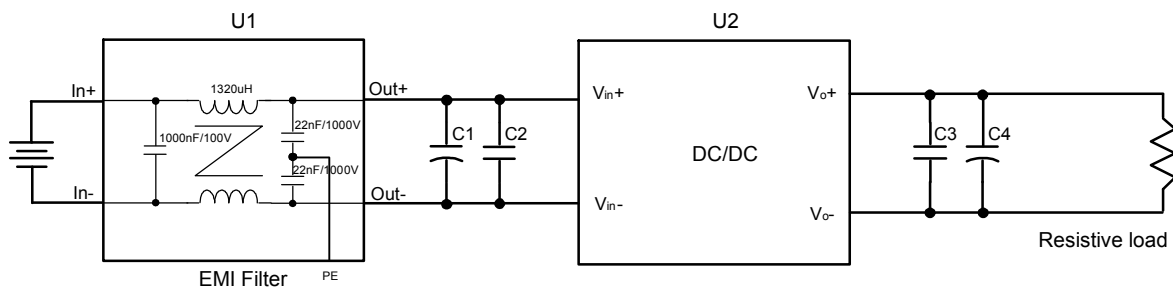 U1
U2
In+
1320uH
Out+
1000nF/100V
22nF/1000V
22nF/1000V
In-
Out-
PE
EMI Filter
C1
C2
Vin+
Vo+
DC/DC
Vin-
Vo-
C3
C4
Resistive load